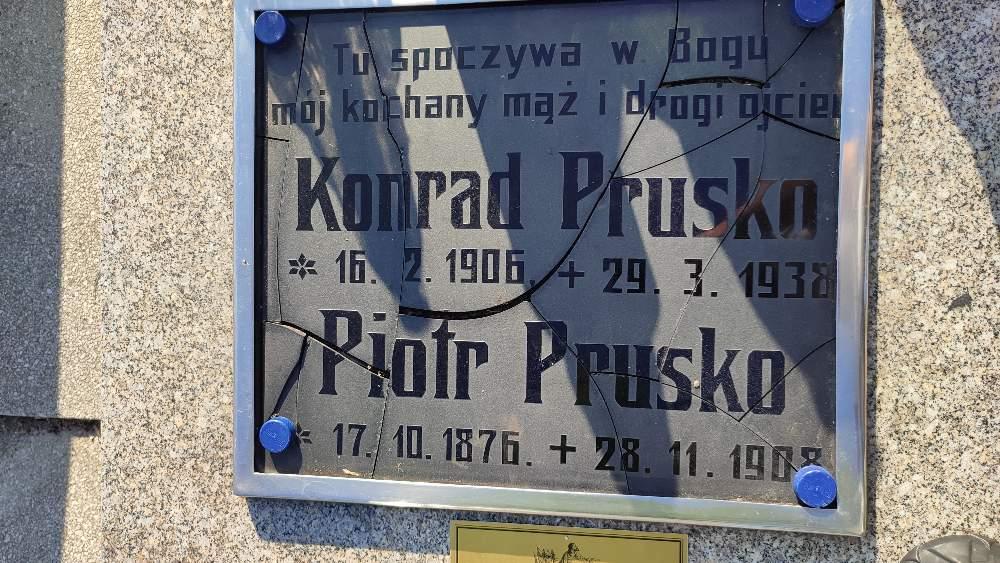 Tu spoczywa w Bogu
mój kochany mąż i drogi ojciec
Konrad Prusko
* 16. 2. 1906. + 29. 3. 1938
Piotr Prusko
* 17. 10. 1876. + 28. 11. 1908